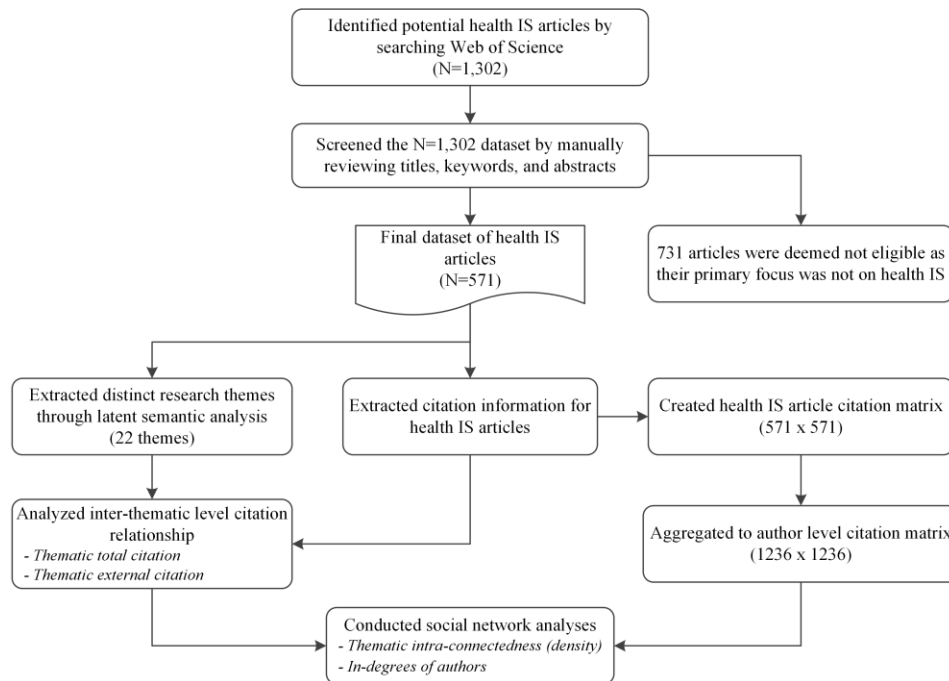 Identified potential health IS articles by
searching Web of Science
(N=1,302)
Screened the N=1,302 dataset by manually
reviewing titles, keywords, and abstracts
Final dataset of health IS
articles
(N=571)
731 articles were deemed not eligible as
their primary focus was not on health IS
Extracted distinct research themes
through latent semantic analysis
(22 themes)
Extracted citation information for
health IS articles
Created health IS article citation matrix
(571 x 571)
Analyzed inter-thematic level citation
relationship
- Thematic total citation
- Thematic external citation
Aggregated to author level citation matrix
(1236 x 1236)
Conducted social network analyses
- Thematic intra-connectedness (density)
- In-degrees of authors